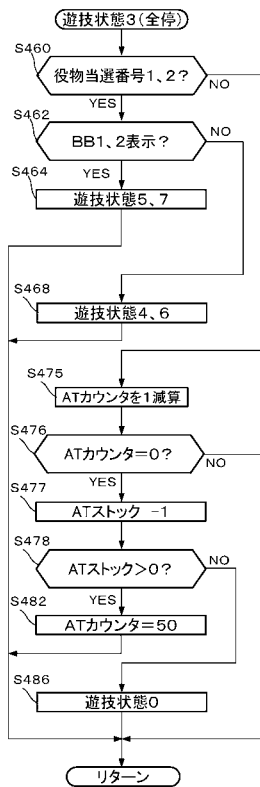 遊技状態3(全停)
S460
役物当選番号1、2?
NO
YES
S462
BB1、2表示?
NO
YES
S464
遊技状態5、7
S468
遊技状態4、6
S475
ATカウンタを1減算
S476
ATカウンタ=0?
NO
YES
S477
ATストック -1
S478
ATストック>0?
NO
YES
S482
ATカウンタ=50
S486
遊技状態0
リターン